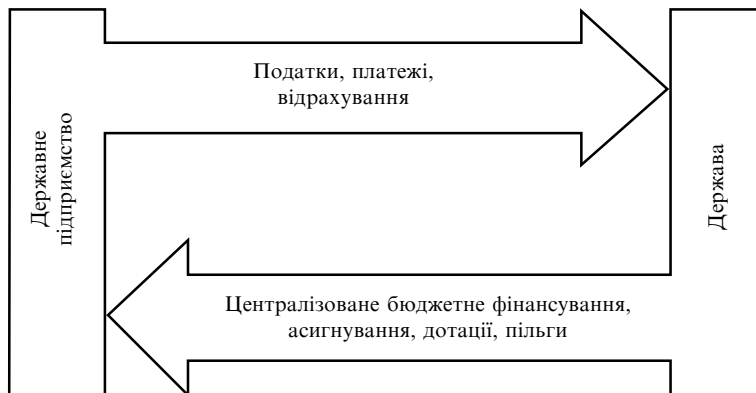 Державне
підприємство
Податки, платежі,
відрахування
Держава
Централізоване бюджетне фінансування,
асигнування, дотації, пільги